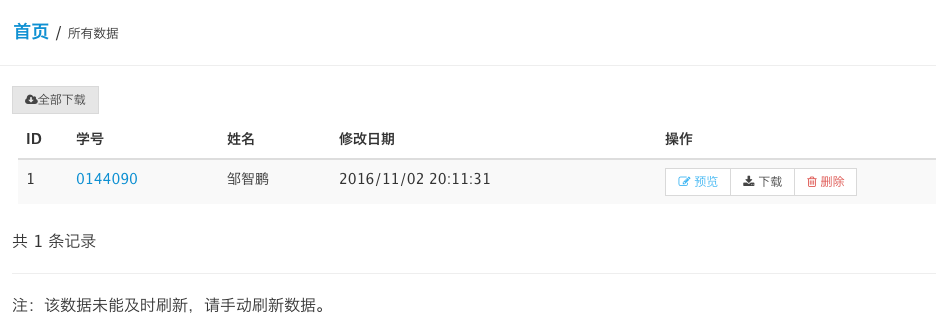 首页 / 所有数据
全部下载
ID 学号 姓名 修改日期 操作
1 0144090 邹智鹏 2016/11/02 20:11:31 预览 下载 删除
共 1 条记录
注：该数据未能及时刷新，请手动刷新数据。